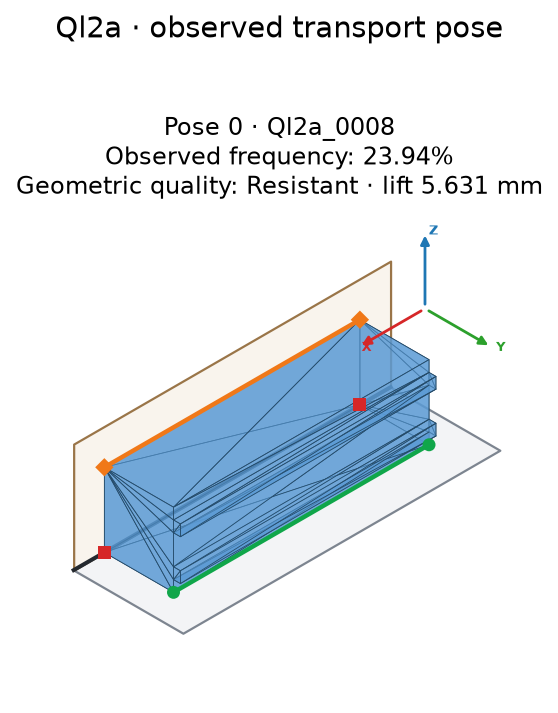 Ql2a · observed transport pose
Pose 0 · Ql2a_0008
Observed frequency: 23.94%
Geometric quality: Resistant · lift 5.631 mm
Z
X
Y